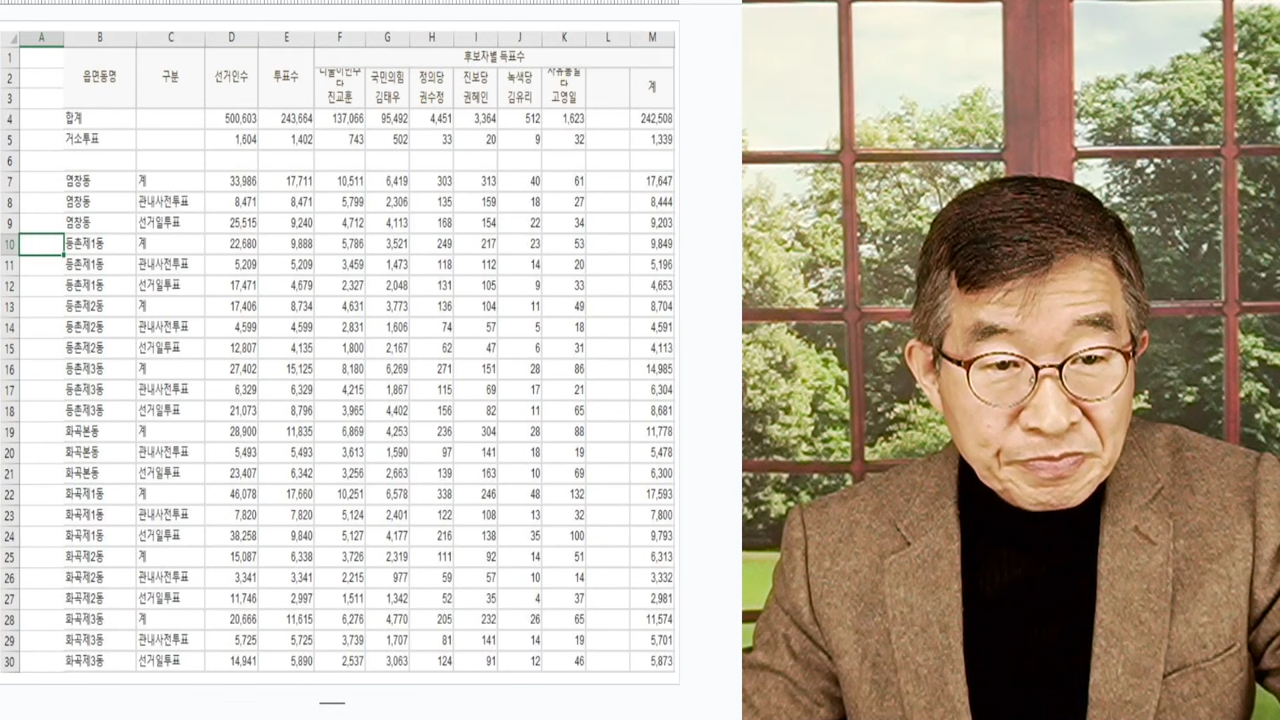 A B C D E F G H I J K L M
1 후보자별 득표수
2 읍면동명 구분 선거인수 투표수 국민의힘 정의당 진보당 녹색당 계
3 진교훈 김태우 권수정 권혜인 김유리 고영일
4 합계 500,603 243,664 137,066 95,492 4,451 3,364 512 1,623 242,508
5 거소투표 1,604 1,402 743 502 33 20 9 32 1,339
6
7 염창동 계 33,986 17,711 10,511 6,419 303 313 40 61 17,647
8 염창동 관내사전투표 8,471 8,471 5,799 2,306 135 159 18 27 8,444
9 염창동 선거일투표 25,515 9,240 4,712 4,113 168 154 22 34 9,203
10 등촌제1동 계 22,680 9,888 5,786 3,521 249 217 23 53 9,849
11 등촌제1동 관내사전투표 5,209 5,209 3,459 1,473 118 112 14 20 5,196
12 등촌제1동 선거일투표 17,471 4,679 2,327 2,048 131 105 9 33 4,653
13 등촌제2동 계 17,406 8,734 4,631 3,773 136 104 11 49 8,704
14 등촌제2동 관내사전투표 4,599 4,599 2,831 1,606 74 57 5 18 4,591
15 등촌제2동 선거일투표 12,807 4,135 1,800 2,167 62 47 6 31 4,113
16 등촌제3동 계 27,402 15,125 8,180 6,269 271 151 28 86 14,985
17 등촌제3동 관내사전투표 6,329 6,329 4,215 1,867 115 69 17 21 6,304
18 등촌제3동 선거일투표 21,073 8,796 3,965 4,402 156 82 11 65 8,681
19 화곡본동 계 28,900 11,835 6,869 4,253 236 304 28 88 11,778
20 화곡본동 관내사전투표 5,493 5,493 3,613 1,590 97 141 18 19 5,478
21 화곡본동 선거일투표 23,407 6,342 3,256 2,663 139 163 10 69 6,300
22 화곡제1동 계 46,078 17,660 10,251 6,578 338 246 48 132 17,593
23 화곡제1동 관내사전투표 7,820 7,820 5,124 2,401 122 108 13 32 7,800
24 화곡제1동 선거일투표 38,258 9,840 5,127 4,177 216 138 35 100 9,793
25 화곡제2동 계 15,087 6,338 3,726 2,319 111 92 14 51 6,313
26 화곡제2동 관내사전투표 3,341 3,341 2,215 977 59 57 10 14 3,332
27 화곡제2동 선거일투표 11,746 2,997 1,511 1,342 52 35 4 37 2,981
28 화곡제3동 계 20,666 11,615 6,276 4,770 205 232 26 65 11,574
29 화곡제3동 관내사전투표 5,725 5,725 3,739 1,707 81 141 14 19 5,701
30 화곡제3동 선거일투표 14,941 5,890 2,537 3,063 124 91 12 46 5,873